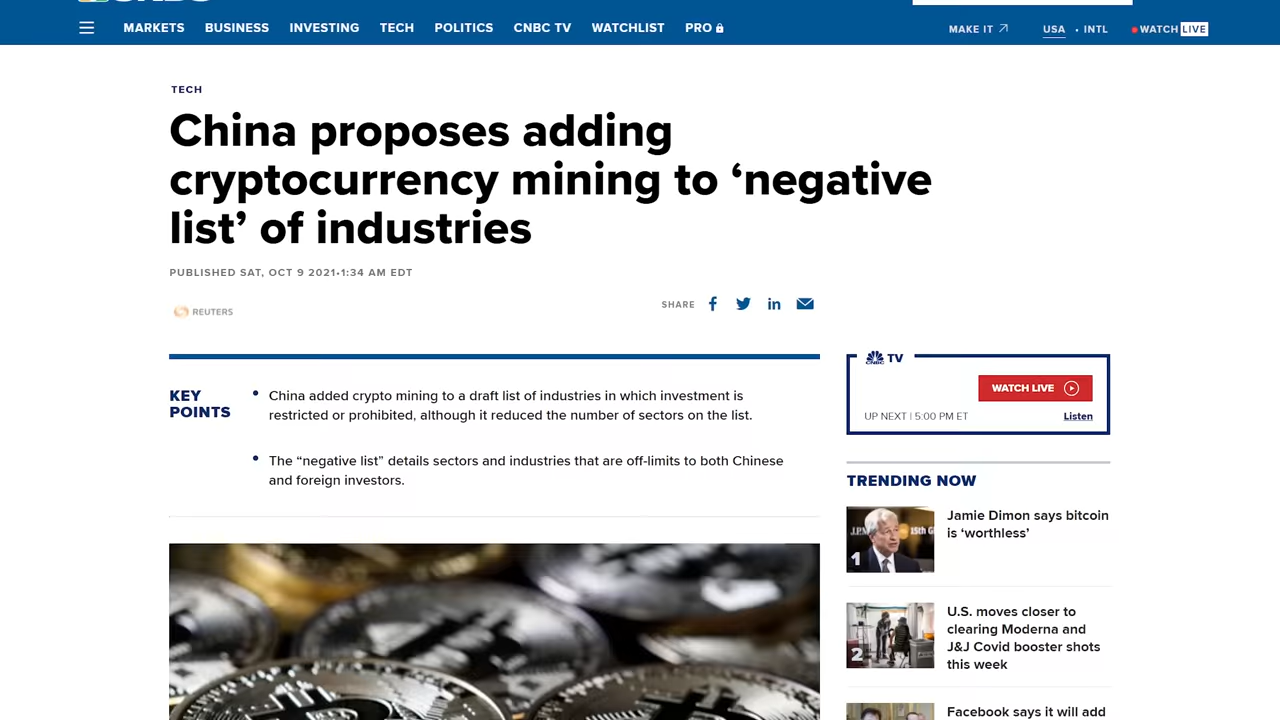 MARKETS BUSINESS INVESTING TECH POLITICS CNBC TV WATCHLIST PRO
MAKE IT USA • INTL WATCH LIVE
TECH
China proposes adding
cryptocurrency mining to ‘negative
list’ of industries
PUBLISHED SAT, OCT 9 2021•1:34 AM EDT
REUTERS
SHARE
KEY
POINTS
• China added crypto mining to a draft list of industries in which investment is
restricted or prohibited, although it reduced the number of sectors on the list.
• The “negative list” details sectors and industries that are off-limits to both Chinese
and foreign investors.
CNBC TV
WATCH LIVE
UP NEXT | 5:00 PM ET Listen
TRENDING NOW
1
Jamie Dimon says bitcoin
is ‘worthless’
2
U.S. moves closer to
clearing Moderna and
J&J Covid booster shots
this week
Facebook says it will add